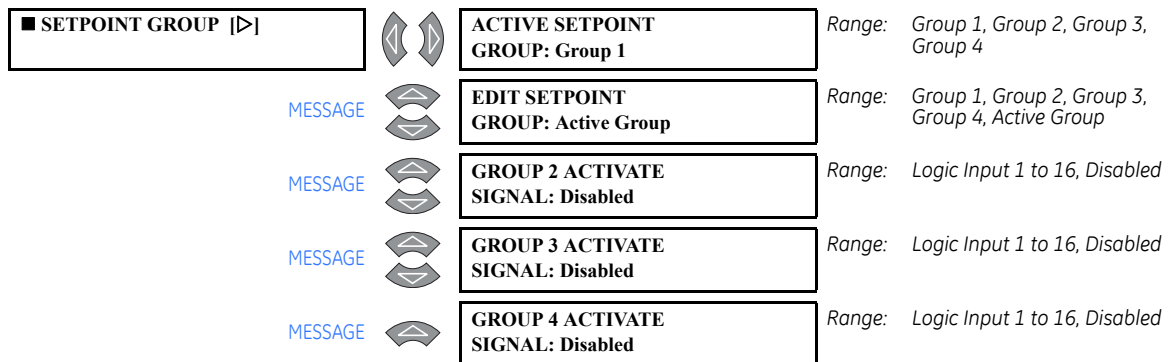 ■ SETPOINT GROUP [▷]
ACTIVE SETPOINT
GROUP: Group 1
Range: Group 1, Group 2, Group 3,
Group 4
MESSAGE
EDIT SETPOINT
GROUP: Active Group
Range: Group 1, Group 2, Group 3,
Group 4, Active Group
MESSAGE
GROUP 2 ACTIVATE
SIGNAL: Disabled
Range: Logic Input 1 to 16, Disabled
MESSAGE
GROUP 3 ACTIVATE
SIGNAL: Disabled
Range: Logic Input 1 to 16, Disabled
MESSAGE
GROUP 4 ACTIVATE
SIGNAL: Disabled
Range: Logic Input 1 to 16, Disabled